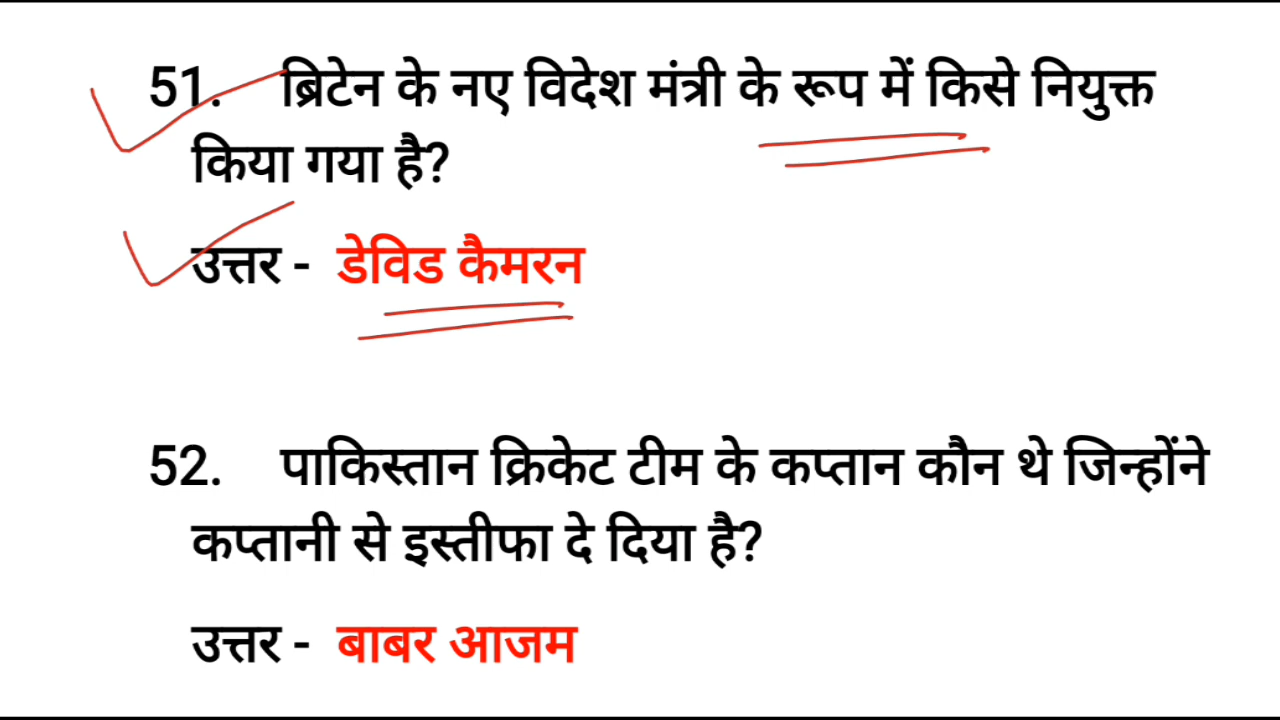 51. ब्रिटेन के नए विदेश मंत्री के रूप में किसे नियुक्त
किया गया है?
उत्तर - डेविड कैमरन
52. पाकिस्तान क्रिकेट टीम के कप्तान कौन थे जिन्होंने
कप्तानी से इस्तीफा दे दिया है?
उत्तर - बाबर आजम